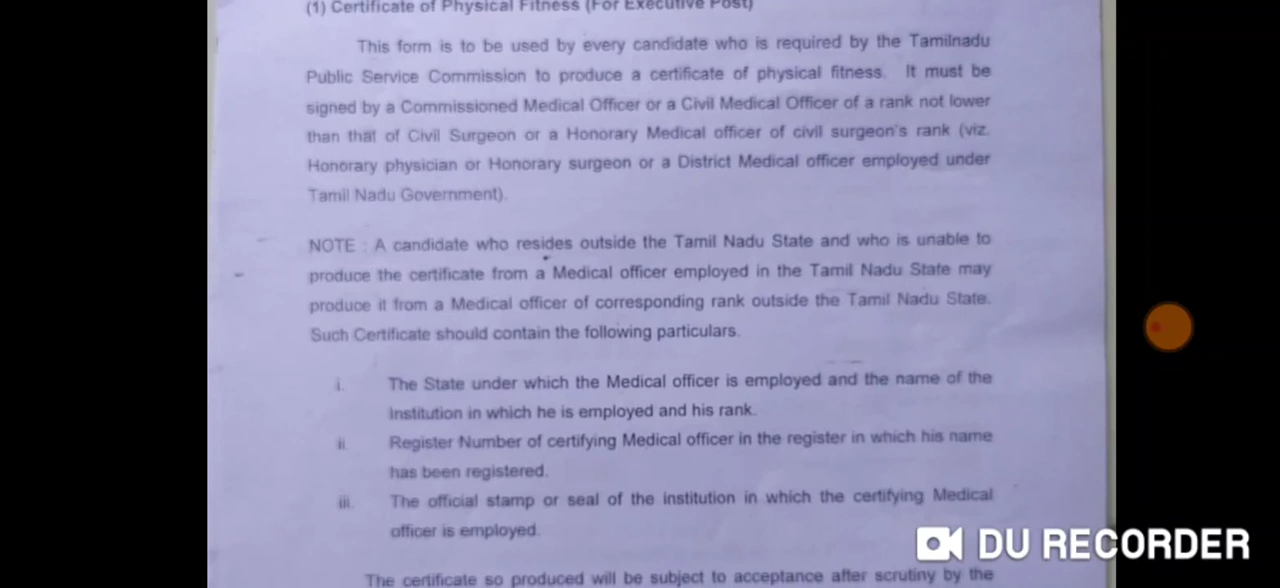 (1) Certificate of Physical Fitness (For Executive Post)
This form is to be used by every candidate who is required by the Tamilnadu
Public Service Commission to produce a certificate of physical fitness. It must be
signed by a Commissioned Medical Officer or a Civil Medical Officer of a rank not lower
than that of Civil Surgeon or a Honorary Medical officer of civil surgeon's rank (viz.
Honorary physician or Honorary surgeon or a District Medical officer employed under
Tamil Nadu Government).
NOTE : A candidate who resides outside the Tamil Nadu State and who is unable to
produce the certificate from a Medical officer employed in the Tamil Nadu State may
produce it from a Medical officer of corresponding rank outside the Tamil Nadu State.
Such Certificate should contain the following particulars.
i. The State under which the Medical officer is employed and the name of the
Institution in which he is employed and his rank.
ii. Register Number of certifying Medical officer in the register in which his name
has been registered.
iii. The official stamp or seal of the institution in which the certifying Medical
officer is employed.
The certificate so produced will be subject to acceptance after scrutiny by the
DU RECORDER